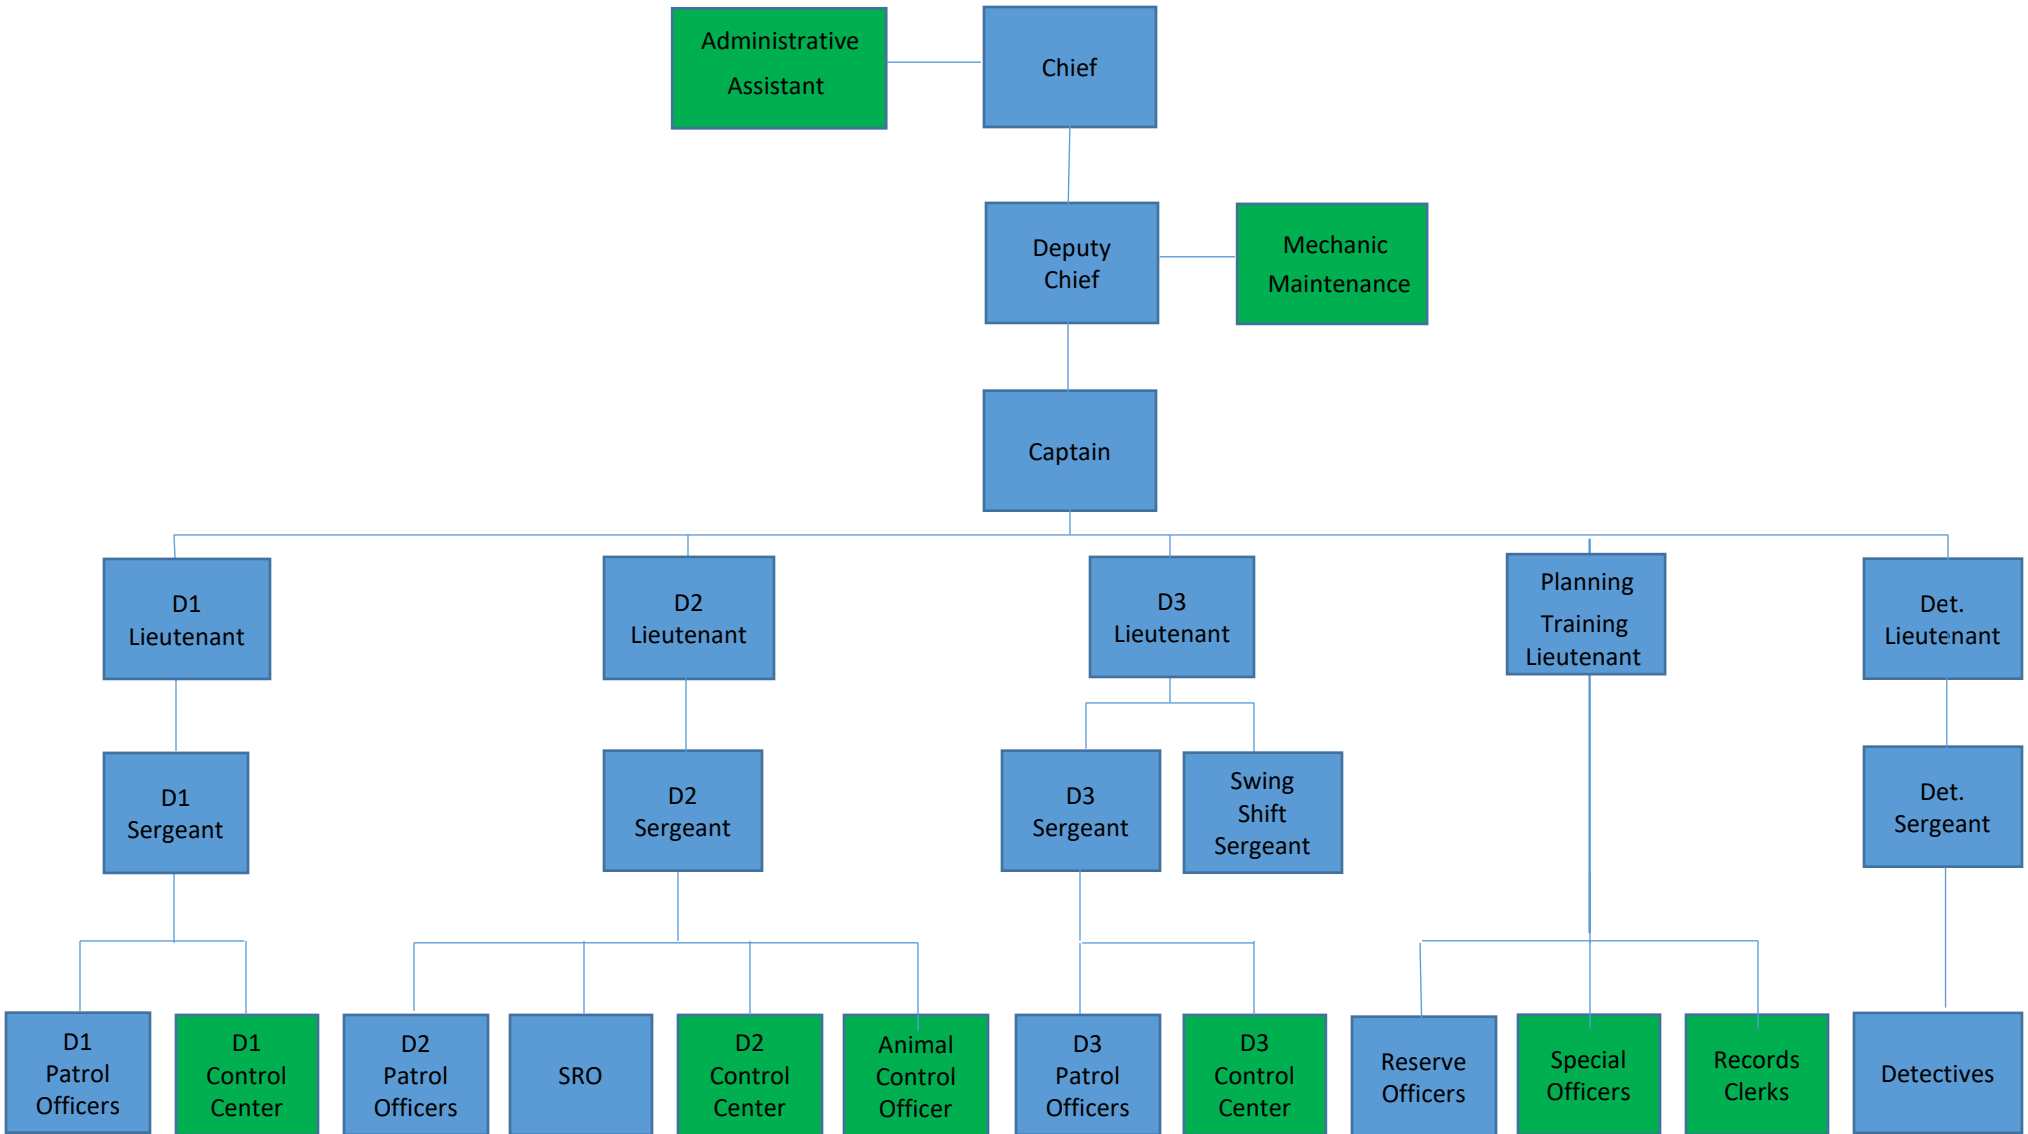 Administrative
Assistant
Chief
Deputy
Chief
Mechanic
Maintenance
Captain
D1
Lieutenant
D2
Lieutenant
D3
Lieutenant
Planning
Training
Lieutenant
Det.
Lieutenant
D1
Sergeant
D2
Sergeant
D3
Sergeant
Swing
Shift
Sergeant
Det.
Sergeant
D1
Patrol
Officers
D1
Control
Center
D2
Patrol
Officers
SRO
D2
Control
Center
Animal
Control
Officer
D3
Patrol
Officers
D3
Control
Center
Reserve
Officers
Special
Officers
Records
Clerks
Detectives